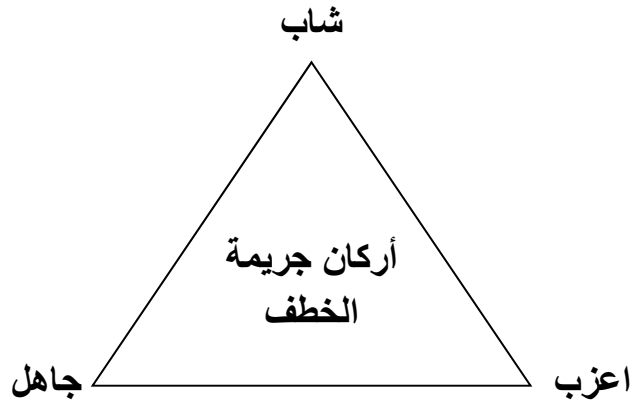 شاب
أركان جريمة
الخطف
اعزب
جاهل